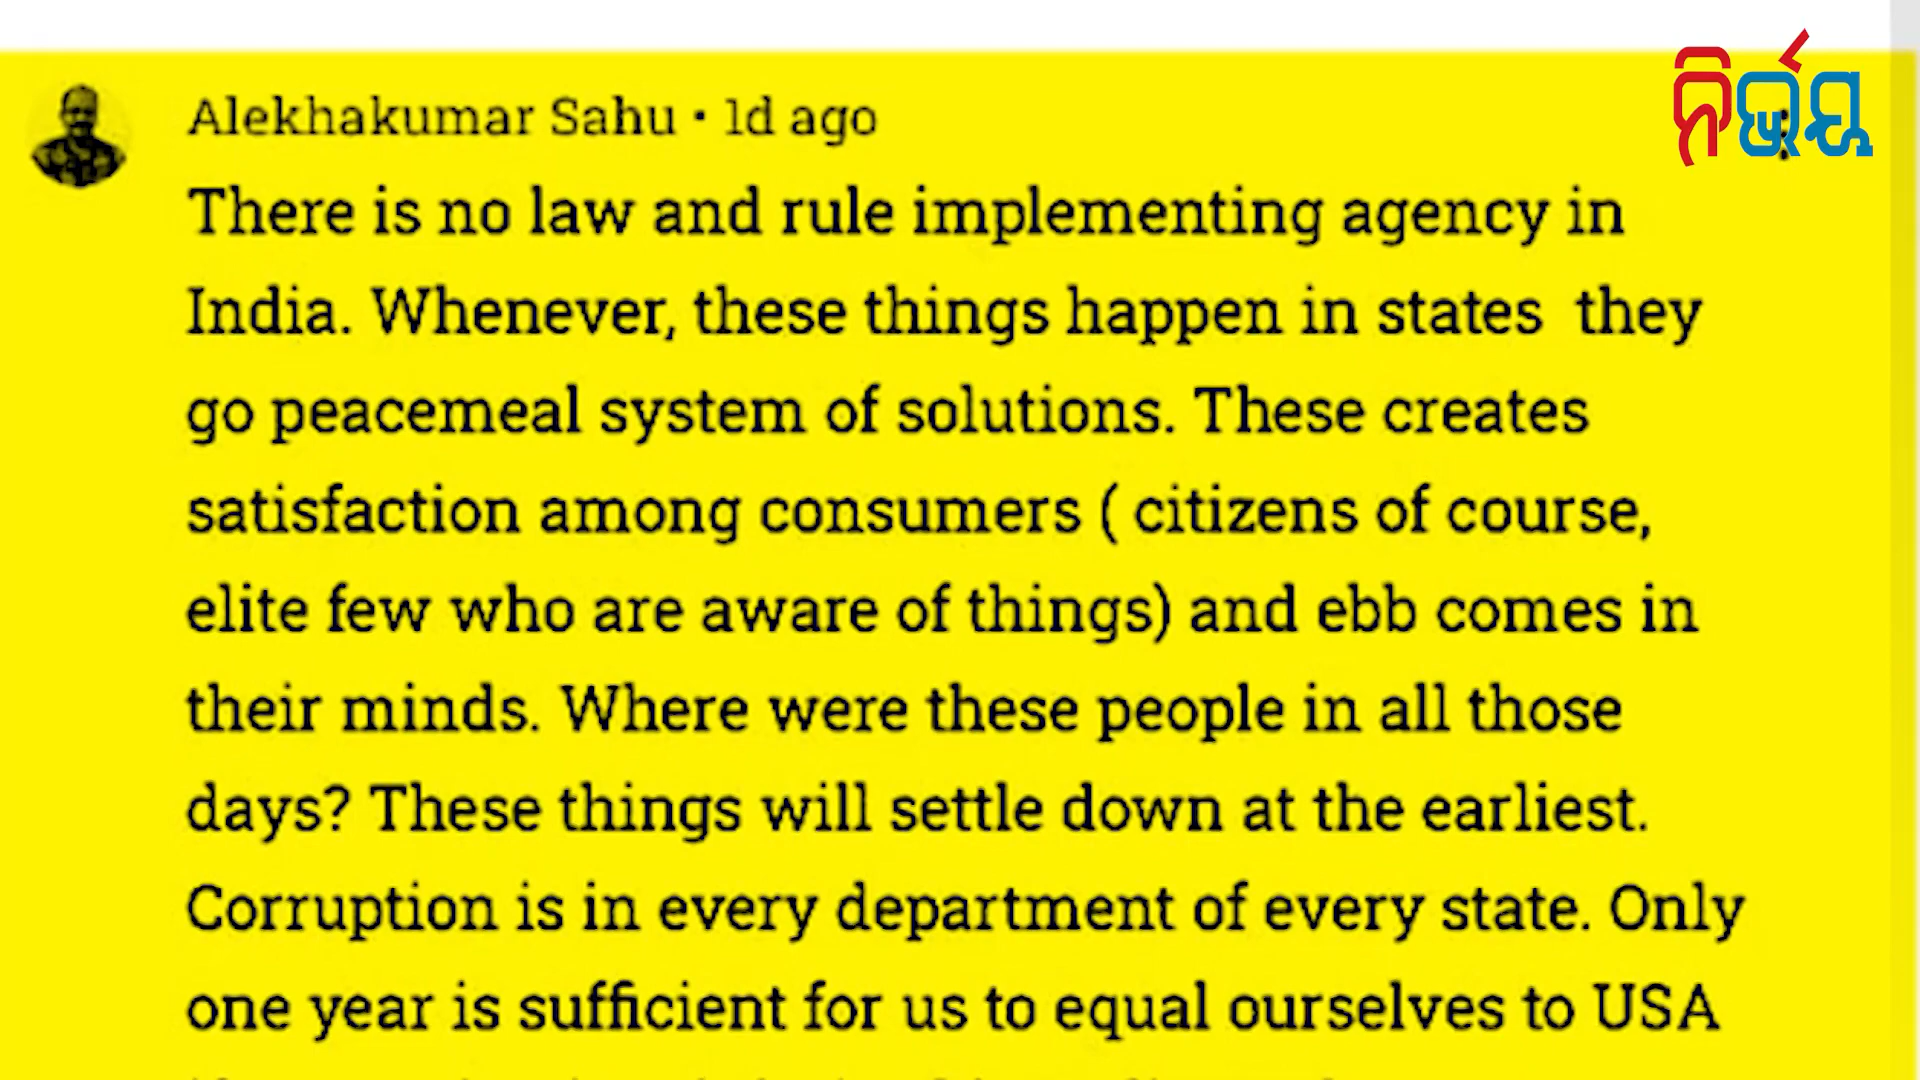 ନିର୍ଭୟ
Alekhakumar Sahu • 1d ago
There is no law and rule implementing agency in
India. Whenever, these things happen in states they
go peacemeal system of solutions. These creates
satisfaction among consumers ( citizens of course,
elite few who are aware of things) and ebb comes in
their minds. Where were these people in all those
days? These things will settle down at the earliest.
Corruption is in every department of every state. Only
one year is sufficient for us to equal ourselves to USA